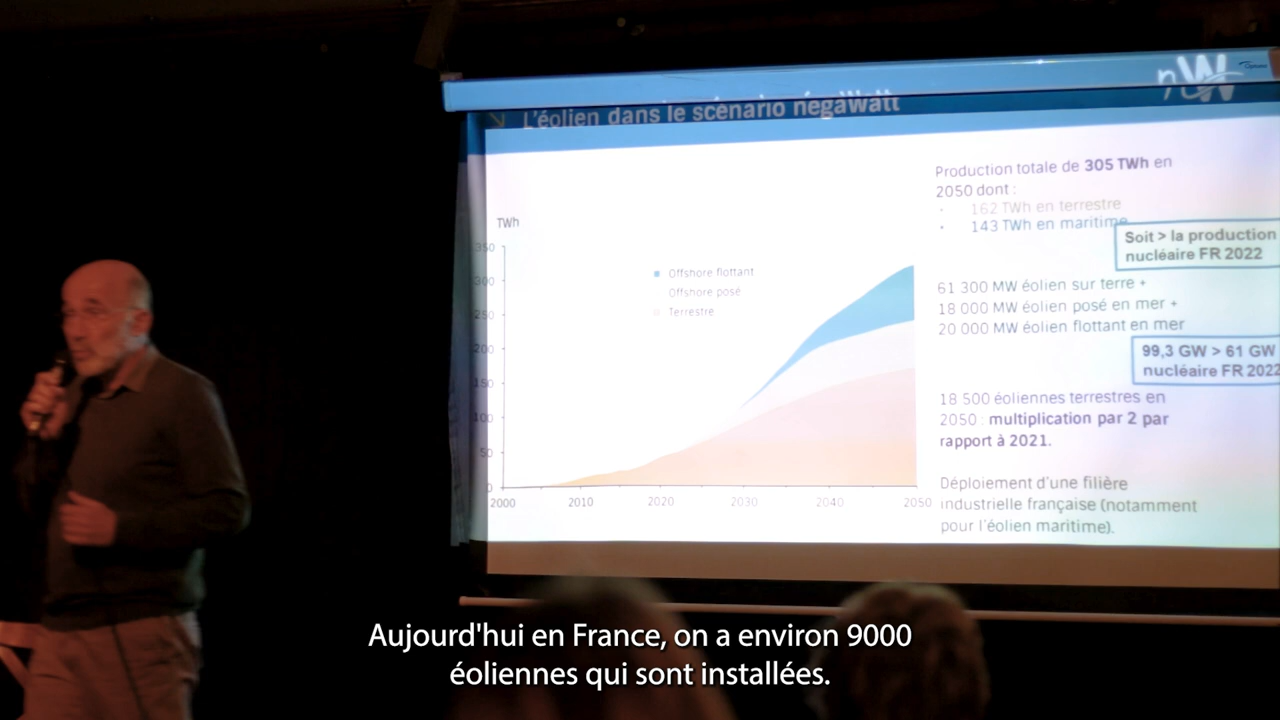 nW
L'éolien dans le scénario négaWatt
Production totale de 305 TWh en
2050 dont :
• 162 TWh en terrestre
• 143 TWh en maritime
Soit > la production
nucléaire FR 2022
61 300 MW éolien sur terre +
18 000 MW éolien posé en mer +
20 000 MW éolien flottant en mer
99,3 GW > 61 GW
nucléaire FR 2022
18 500 éoliennes terrestres en
2050 : multiplication par 2 par
rapport à 2021.
Déploiement d'une filière
industrielle française (notamment
pour l'éolien maritime).
TWh
350
300
250
200
150
100
50
0
Offshore flottant
Offshore posé
Terrestre
2000 2010 2020 2030 2040 2050
Aujourd'hui en France, on a environ 9000
éoliennes qui sont installées.